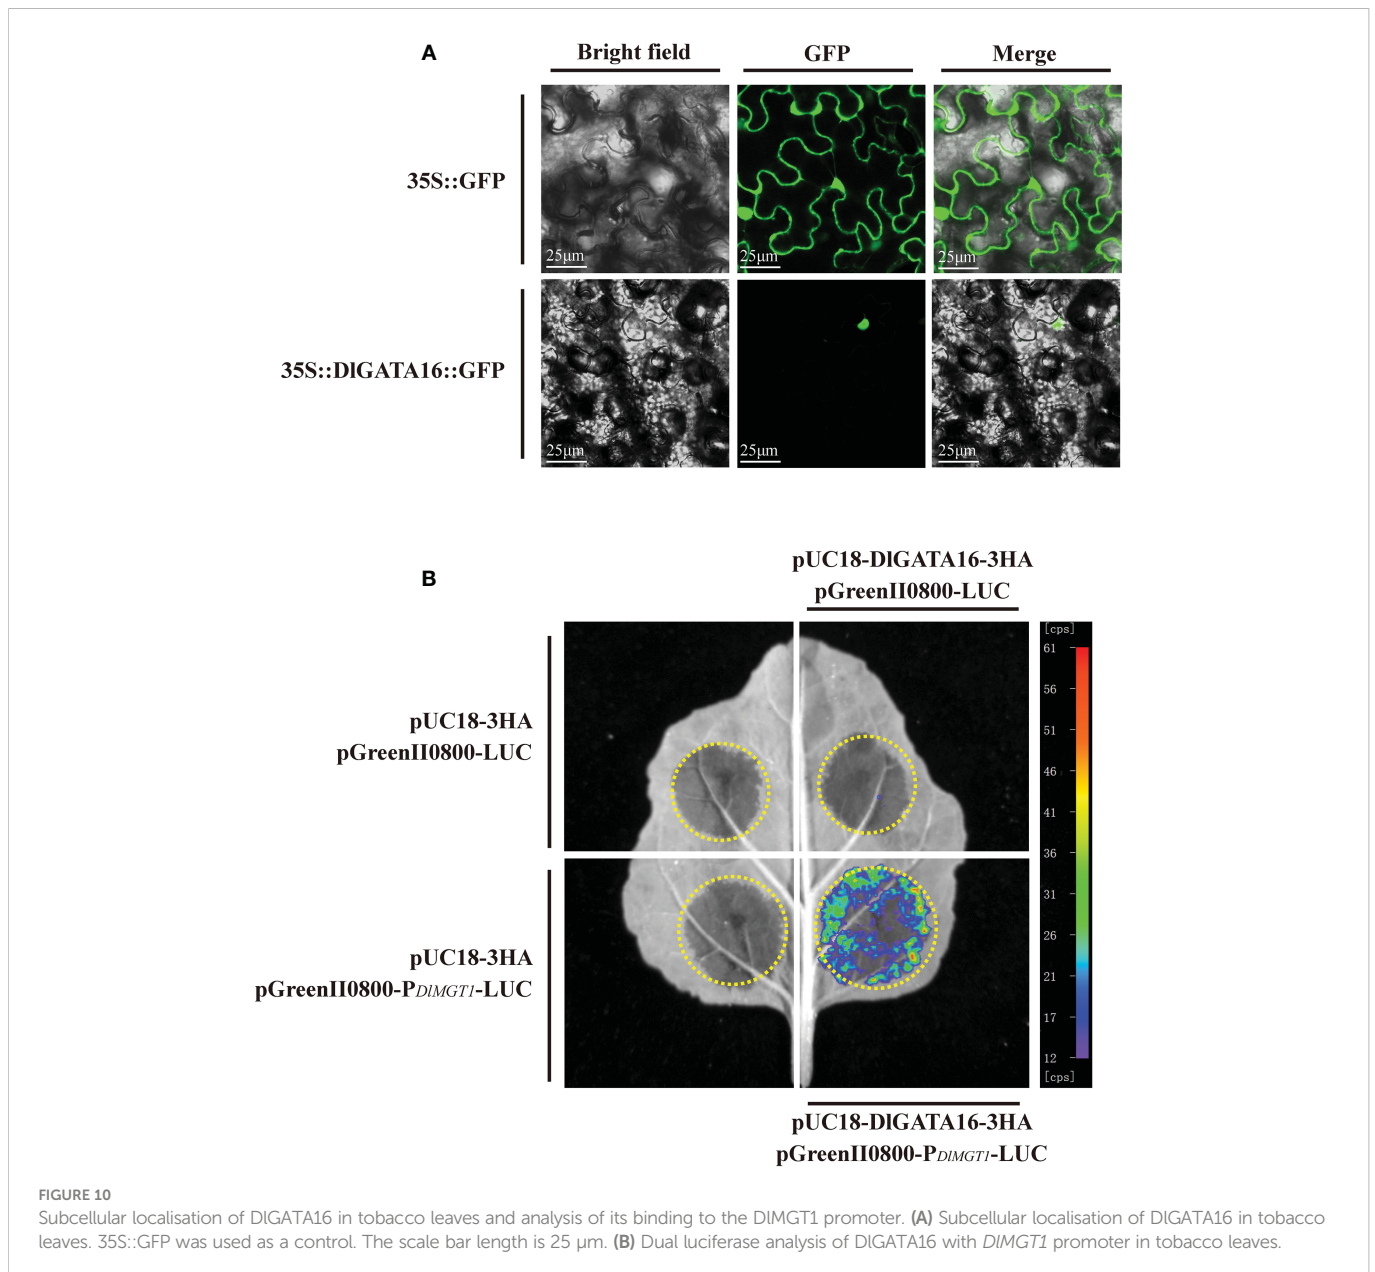 A
Bright field
GFP
Merge
35S::GFP
25µm
25µm
25µm
35S::DlGATA16::GFP
25µm
25µm
25µm
B
pUC18-DlGATA16-3HA
pGreenII0800-LUC
pUC18-3HA
pGreenII0800-LUC
[cps]
61
56
51
46
41
36
31
26
21
17
12
[cps]
pUC18-3HA
pGreenII0800-PDlMGT1-LUC
pUC18-DlGATA16-3HA
pGreenII0800-PDlMGT1-LUC
FIGURE 10
Subcellular localisation of DlGATA16 in tobacco leaves and analysis of its binding to the DlMGT1 promoter. (A) Subcellular localisation of DlGATA16 in tobacco
leaves. 35S::GFP was used as a control. The scale bar length is 25 µm. (B) Dual luciferase analysis of DlGATA16 with DlMGT1 promoter in tobacco leaves.